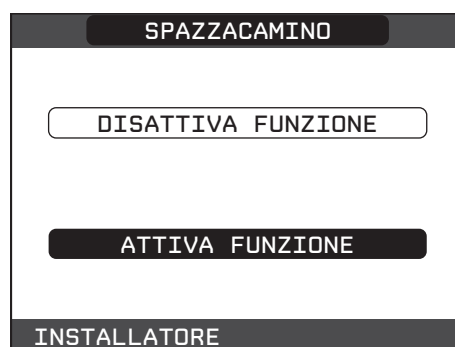 SPAZZACAMINO
DISATTIVA FUNZIONE
ATTIVA FUNZIONE
INSTALLATORE